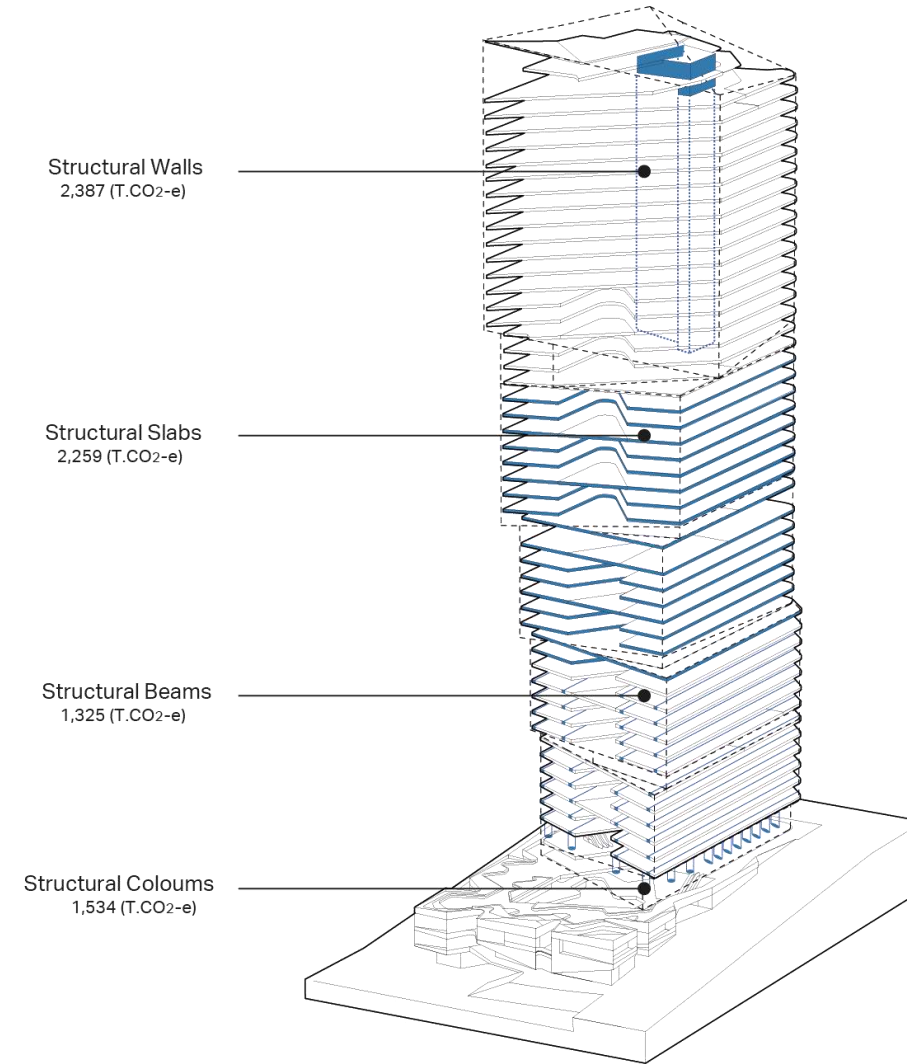 Structural Walls
2,387 (T.CO2-e)
Structural Slabs
2,259 (T.CO2-e)
Structural Beams
1,325 (T.CO2-e)
Structural Coloums
1,534 (T.CO2-e)